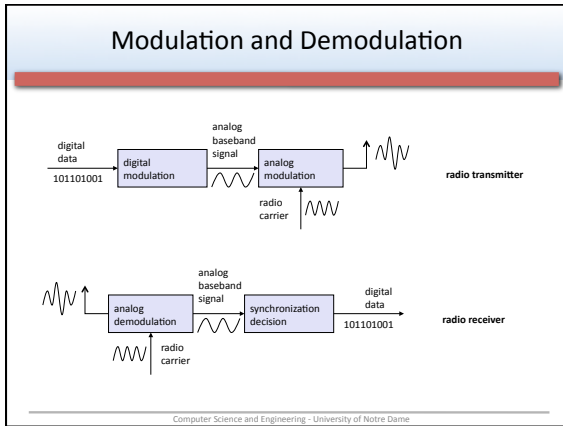 Modulation and Demodulation
digital
data
101101001
digital
modulation
analog
baseband
signal
analog
modulation
radio
carrier
radio transmitter
analog
demodulation
radio
carrier
analog
baseband
signal
synchronization
decision
digital
data
101101001
radio receiver
Computer Science and Engineering - University of Notre Dame